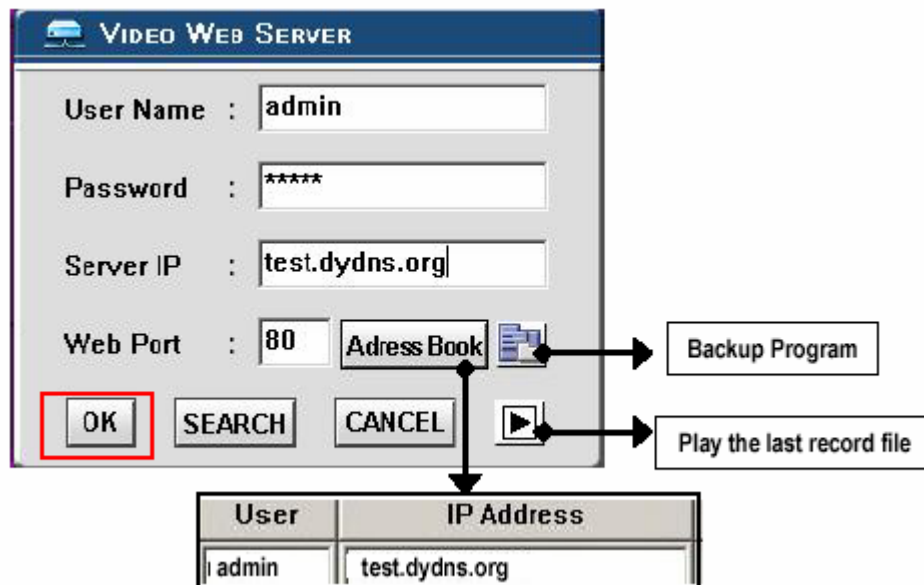 VIDEO WEB SERVER
User Name : admin
Password : *****
Server IP : test.dydns.org
Web Port : 80 Adress Book
Backup Program
OK SEARCH CANCEL
Play the last record file
User IP Address
admin test.dydns.org